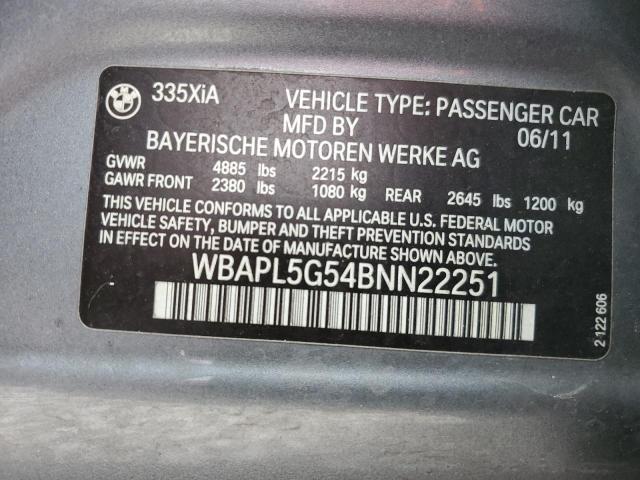 335XiA VEHICLE TYPE: PASSENGER CAR
MFD BY 06/11
BAYERISCHE MOTOREN WERKE AG
GVWR 4885 lbs 2215 kg
GAWR FRONT 2380 lbs 1080 kg REAR 2645 lbs 1200 kg
THIS VEHICLE CONFORMS TO ALL APPLICABLE U.S. FEDERAL MOTOR
VEHICLE SAFETY, BUMPER AND THEFT PREVENTION STANDARDS
IN EFFECT ON THE DATE OF MANUFACTURE SHOWN ABOVE.
WBAPL5G54BNN22251
2 122 606